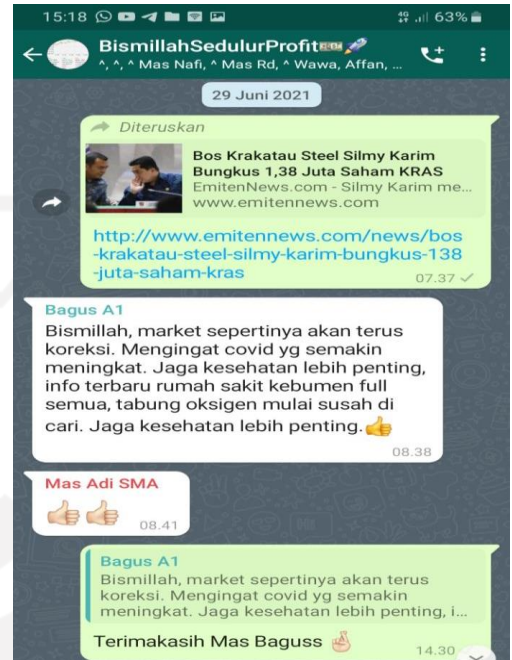 15:18 4G 63%
BismillahSedulurProfit
^, ^, ^ Mas Nafi, ^ Mas Rd, ^ Wawa, Affan, ...
29 Juni 2021
Diteruskan
Bos Krakatau Steel Silmy Karim
Bungkus 1,38 Juta Saham KRAS
EmitenNews.com - Silmy Karim me...
www.emitennews.com
http://www.emitennews.com/news/bos
-krakatau-steel-silmy-karim-bungkus-138
-juta-saham-kras
07.37
Bagus A1
Bismillah, market sepertinya akan terus
koreksi. Mengingat covid yg semakin
meningkat. Jaga kesehatan lebih penting,
info terbaru rumah sakit kebumen full
semua, tabung oksigen mulai susah di
cari. Jaga kesehatan lebih penting.👍
08.38
Mas Adi SMA
👍🏻👍🏻 08.41
Bagus A1
Bismillah, market sepertinya akan terus
koreksi. Mengingat covid yg semakin
meningkat. Jaga kesehatan lebih penting, i...
Terimakasih Mas Baguss 🤞🏻
14.30